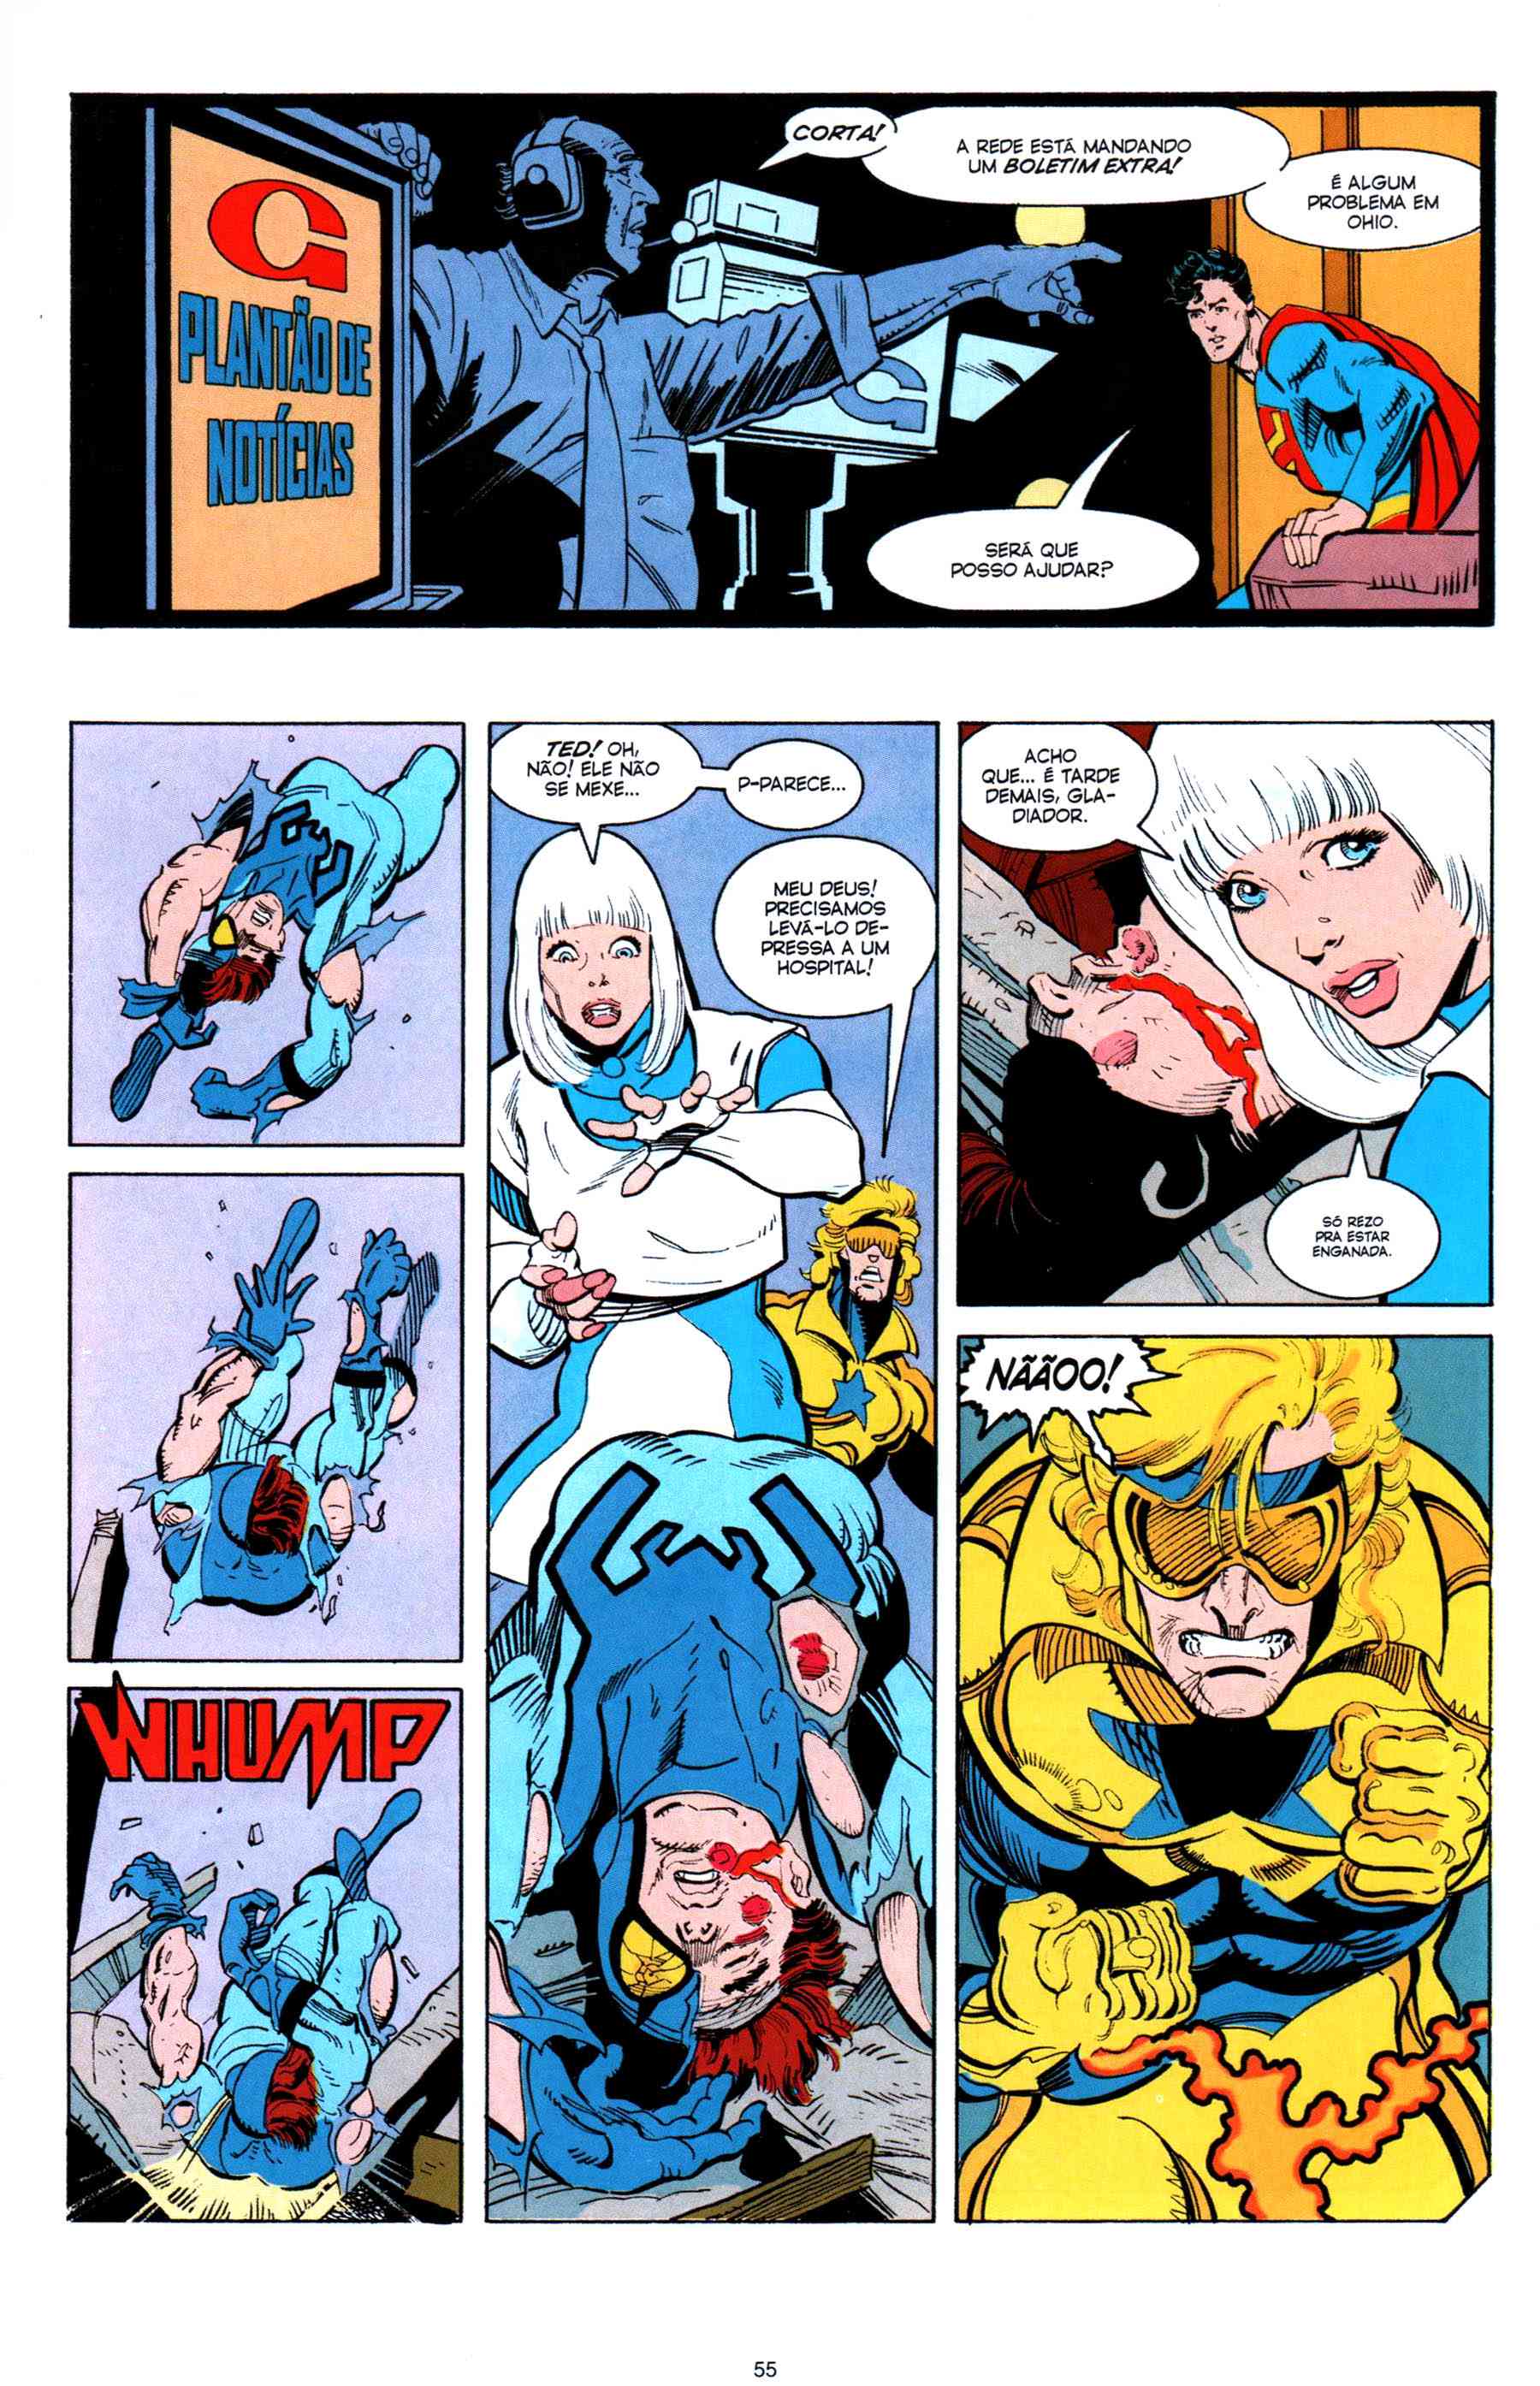 G
PLANTÃO DE
NOTÍCIAS
CORTA!
A REDE ESTÁ MANDANDO
UM BOLETIM EXTRA!
É ALGUM
PROBLEMA EM
OHIO.
G
SERÁ QUE
POSSO AJUDAR?
TED! OH,
NÃO! ELE NÃO
SE MEXE...
P-PARECE...
MEU DEUS!
PRECISAMOS
LEVÁ-LO DE-
PRESSA A UM
HOSPITAL!
ACHO
QUE... É TARDE
DEMAIS, GLA-
DIADOR.
SÓ REZO
PRA ESTAR
ENGANADA.
NÃÃOO!
WHUMP
55